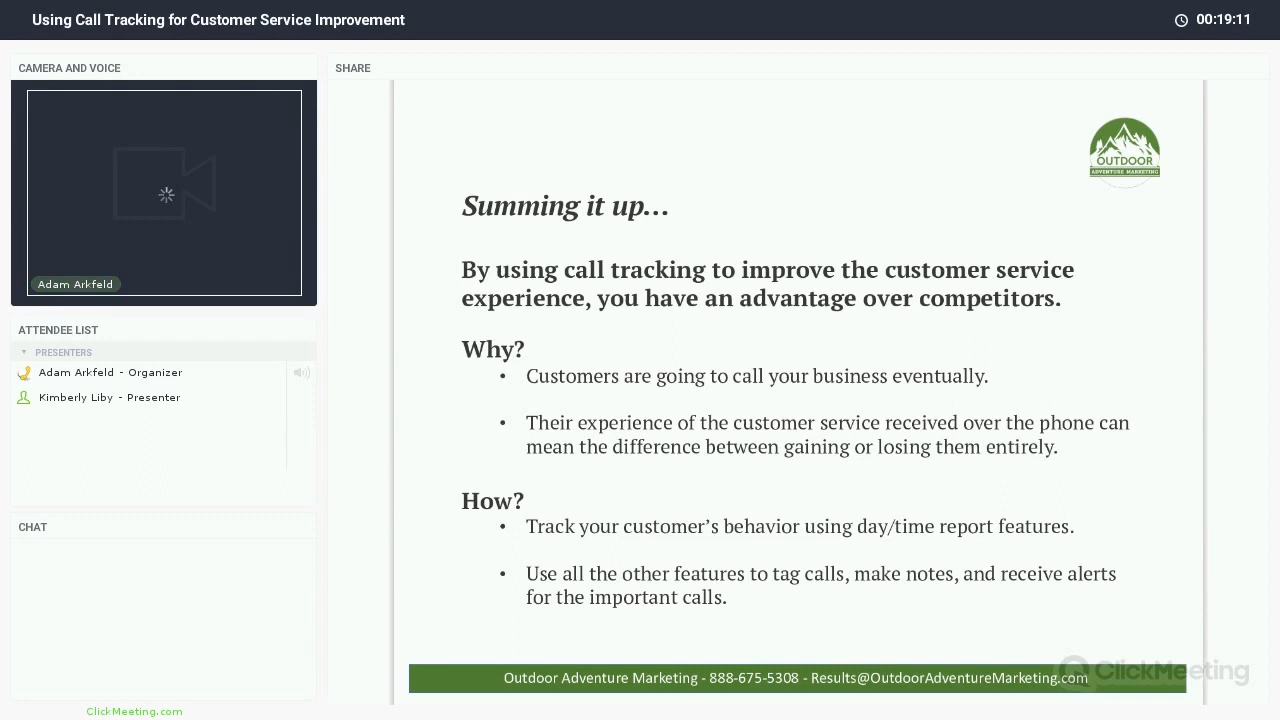 Using Call Tracking for Customer Service Improvement
00:19:11
CAMERA AND VOICE
Adam Arkfeld
ATTENDEE LIST
PRESENTERS
Adam Arkfeld - Organizer
Kimberly Liby - Presenter
CHAT
ClickMeeting.com
SHARE
OUTDOOR
ADVENTURE MARKETING
Summing it up...
By using call tracking to improve the customer service
experience, you have an advantage over competitors.
Why?
• Customers are going to call your business eventually.
• Their experience of the customer service received over the phone can
mean the difference between gaining or losing them entirely.
How?
• Track your customer’s behavior using day/time report features.
• Use all the other features to tag calls, make notes, and receive alerts
for the important calls.
Outdoor Adventure Marketing - 888-675-5308 - Results@OutdoorAdventureMarketing.com
ClickMeeting